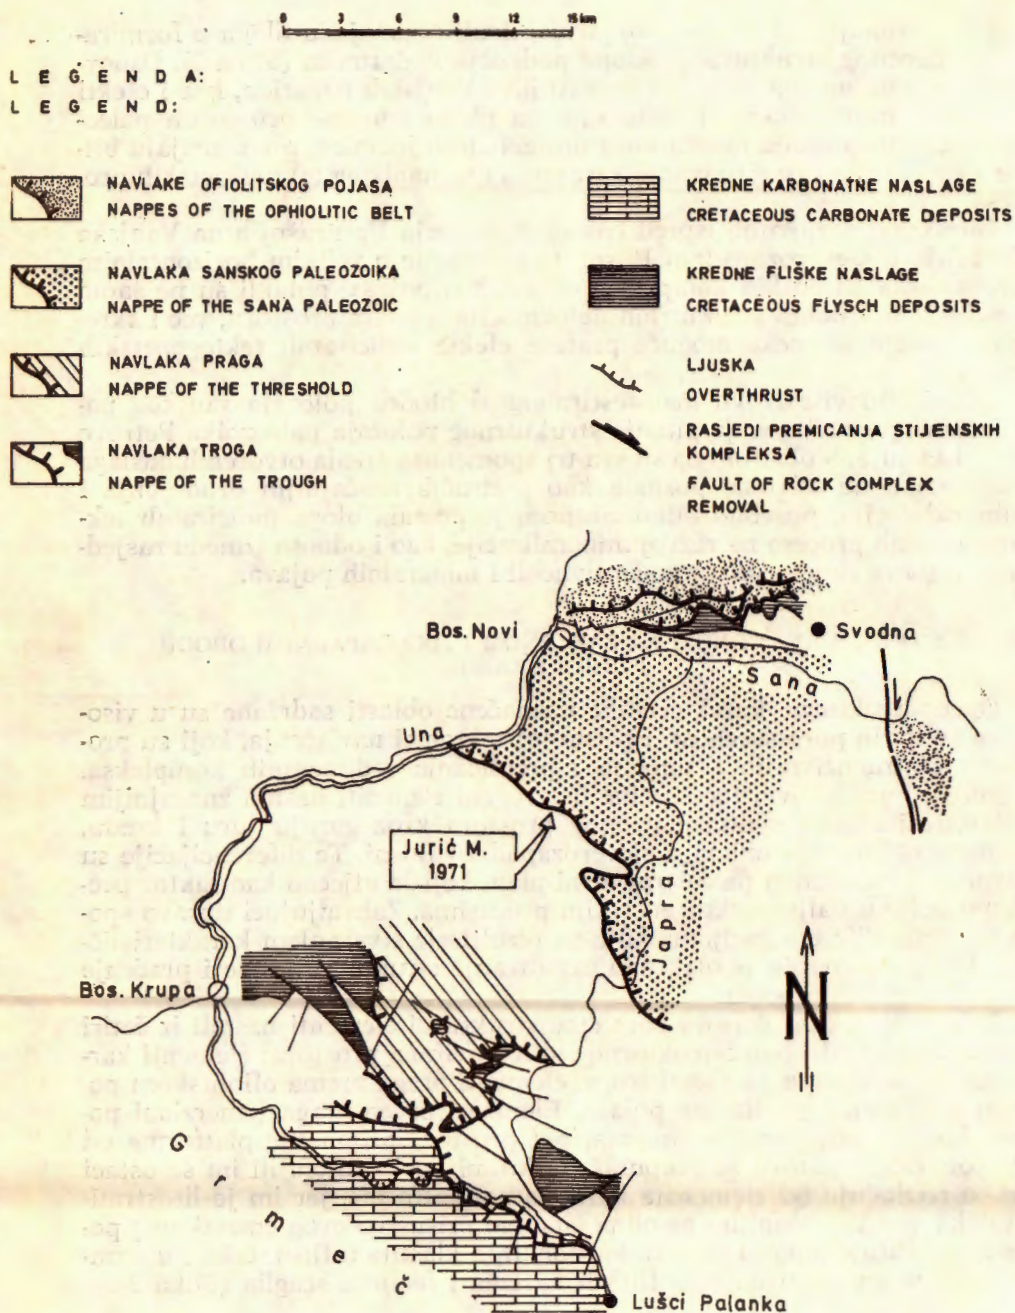 0 3 6 9 12 15 km
LEGENDA:
LEGEND:
NAVLAKE OFIOLITSKOG POJASA
NAPPES OF THE OPHIOLITIC BELT
NAVLAKA SANSKOG PALEOZOIKA
NAPPE OF THE SANA PALEOZOIC
NAVLAKA PRAGA
NAPPE OF THE THRESHOLD
NAVLAKA TROGA
NAPPE OF THE TROUGH
KREDNE KARBONATNE NASLAGE
CRETACEOUS CARBONATE DEPOSITS
KREDNE FLIŠKE NASLAGE
CRETACEOUS FLYSCH DEPOSITS
LJUSKA
OVERTHRUST
RASJEDI PREMICANJA STIJENSKIH
KOMPLEKSA
FAULT OF ROCK COMPLEX
REMOVAL
Bos. Novi
Svodna
Sana
Una
Jurić M.
1971
Japra
Bos. Krupa
N
Grmeč
Lušci Palanka